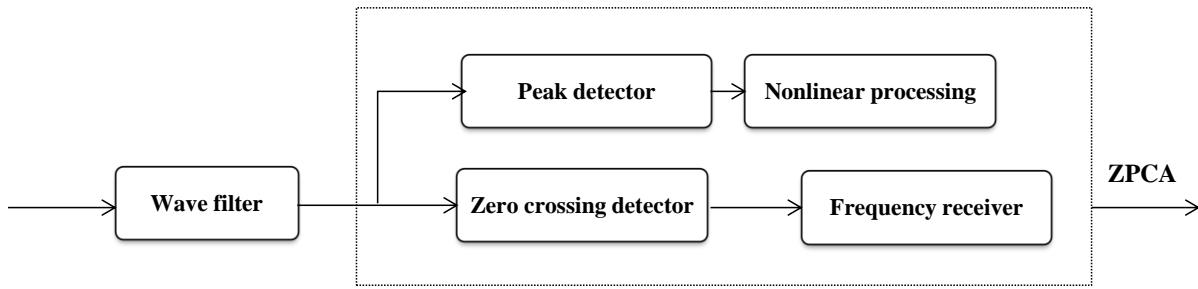 Peak detector
Nonlinear processing
ZPCA
Wave filter
Zero crossing detector
Frequency receiver